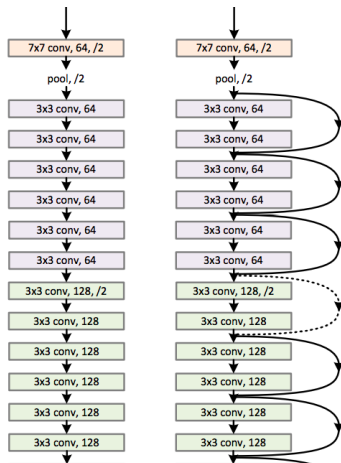 7x7 conv, 64, /2
pool, /2
3x3 conv, 64
3x3 conv, 64
3x3 conv, 64
3x3 conv, 64
3x3 conv, 64
3x3 conv, 64
3x3 conv, 128, /2
3x3 conv, 128
3x3 conv, 128
3x3 conv, 128
3x3 conv, 128
3x3 conv, 128
7x7 conv, 64, /2
pool, /2
3x3 conv, 64
3x3 conv, 64
3x3 conv, 64
3x3 conv, 64
3x3 conv, 64
3x3 conv, 64
3x3 conv, 128, /2
3x3 conv, 128
3x3 conv, 128
3x3 conv, 128
3x3 conv, 128
3x3 conv, 128